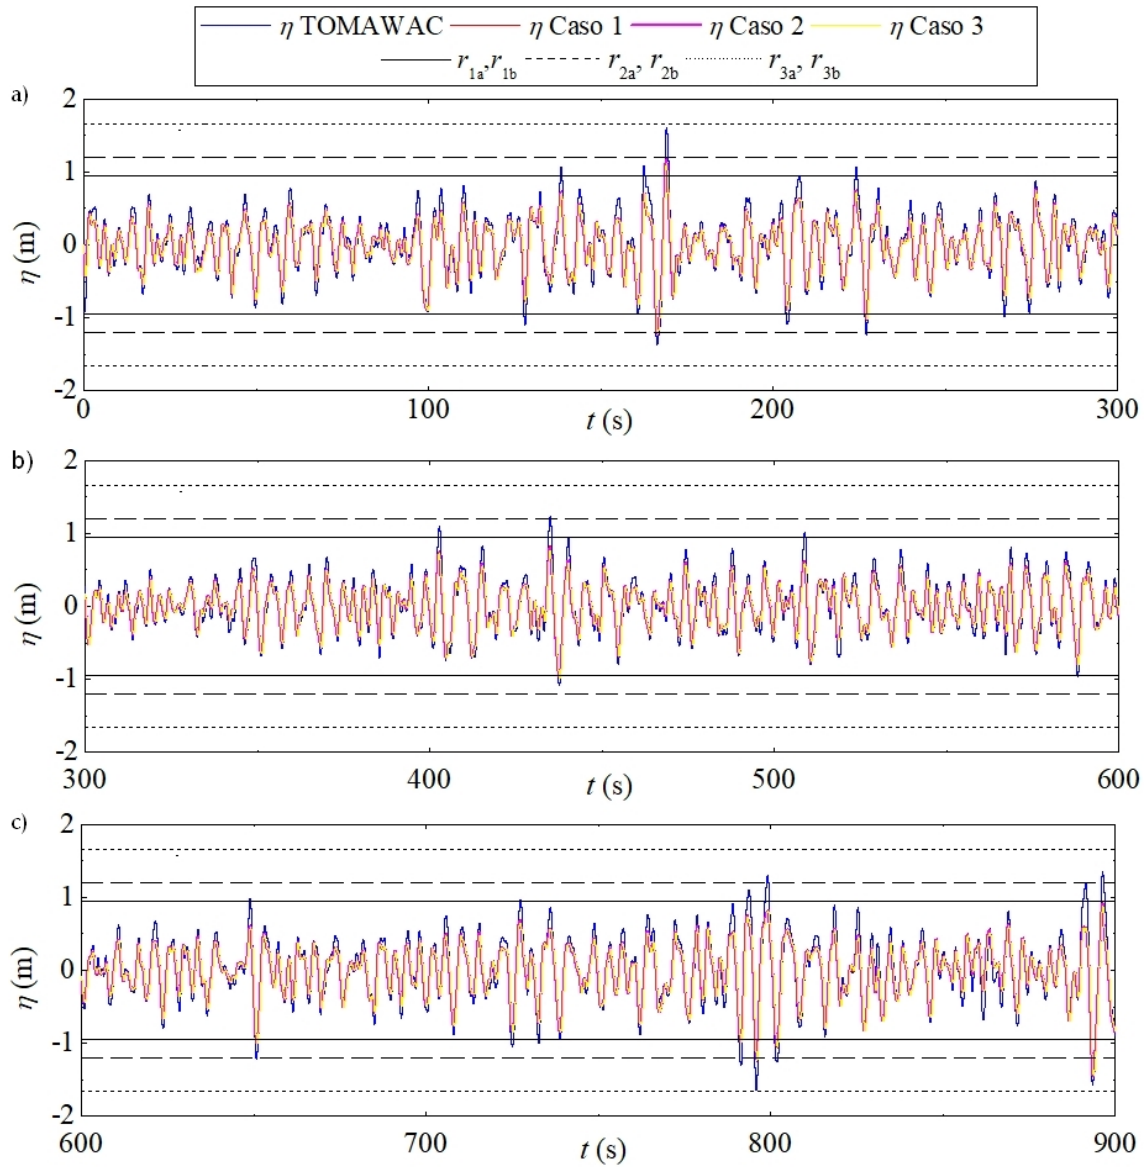 η TOMAWAC η Caso 1 η Caso 2 η Caso 3
r1a,r1b r2a, r2b r3a, r3b
a)
2
1
0
-1
-2
η (m)
0 100 200 300
t (s)
b)
2
1
0
-1
-2
η (m)
300 400 500 600
t (s)
c)
2
1
0
-1
-2
η (m)
600 700 800 900
t (s)